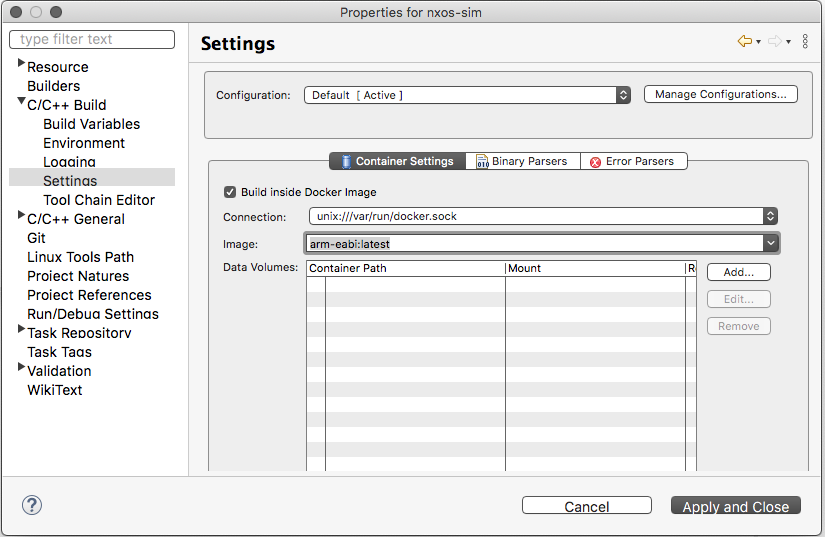 Properties for nxos-sim
type filter text
Resource
Builders
C/C++ Build
Build Variables
Environment
Logging
Settings
Tool Chain Editor
C/C++ General
Git
Linux Tools Path
Project Natures
Project References
Run/Debug Settings
Task Repository
Task Tags
Validation
WikiText
Settings
Configuration: Default [ Active ] Manage Configurations...
Container Settings Binary Parsers Error Parsers
Build inside Docker Image
Connection: unix:///var/run/docker.sock
Image: arm-eabi:latest
Data Volumes: Container Path Mount R Add...
Edit...
Remove
? Cancel Apply and Close